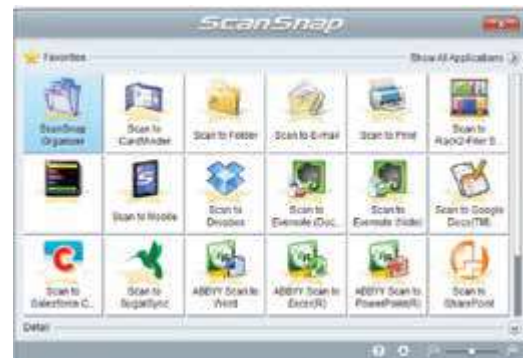 ScanSnap
Favorites
Show All Applications
ScanSnap Organizer
Scan to CardMinder
Scan to Folder
Scan to E-mail
Scan to Print
Scan to Rack2-Filer S...
Scan to Mobile
Scan to Dropbox
Scan to Evernote (Doc...
Scan to Evernote (Note)
Scan to Google Docs(TM)
Scan to Salesforce C...
Scan to SugarSync
ABBYY Scan to Word
ABBYY Scan to Excel(R)
ABBYY Scan to PowerPoint(R)
Scan to SharePoint
Detail